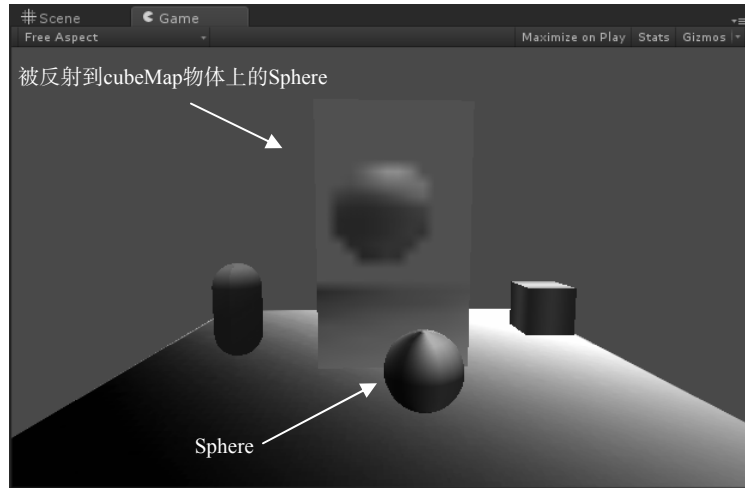 Scene
Game
Free Aspect
Maximize on Play Stats Gizmos
被反射到cubeMap物体上的Sphere
Sphere